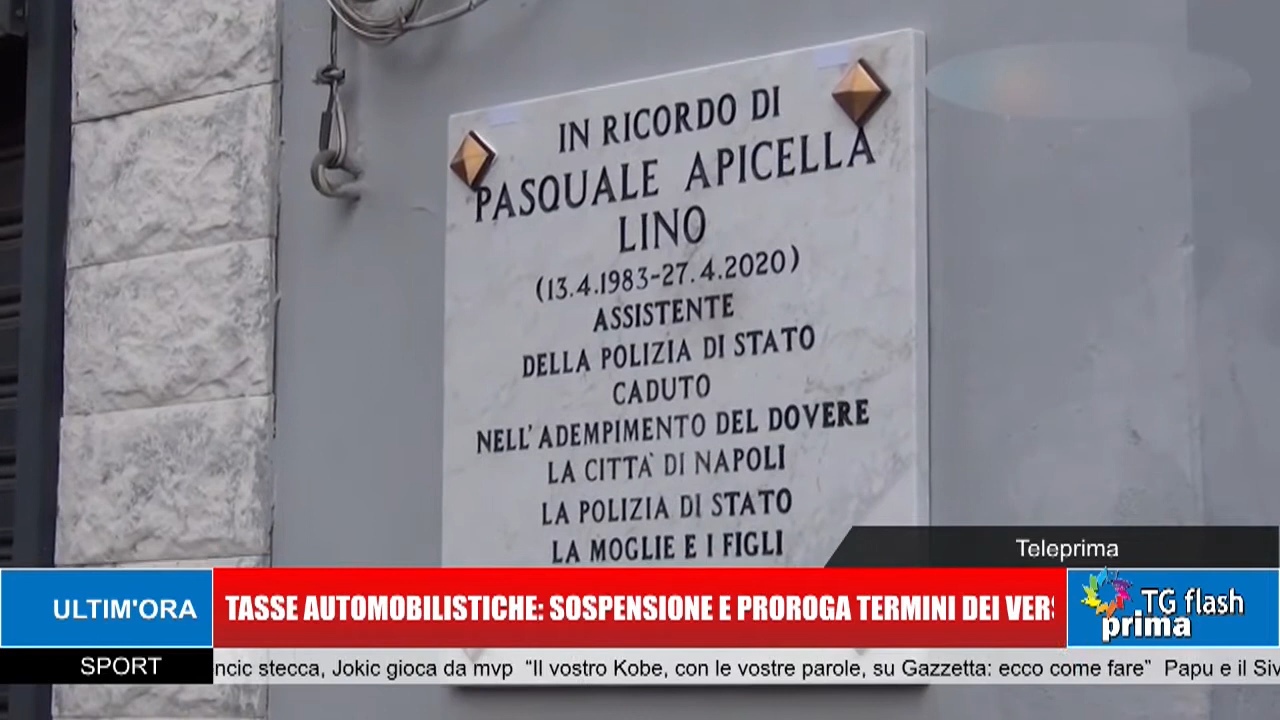 IN RICORDO DI
PASQUALE APICELLA
LINO
(13.4.1983-27.4.2020)
ASSISTENTE
DELLA POLIZIA DI STATO
CADUTO
NELL'ADEMPIMENTO DEL DOVERE
LA CITTÀ DI NAPOLI
LA POLIZIA DI STATO
LA MOGLIE E I FIGLI
Teleprima
ULTIM'ORA
TASSE AUTOMOBILISTICHE: SOSPENSIONE E PROROGA TERMINI DEI VERS
TG flash
prima
SPORT
ncic stecca, Jokic gioca da mvp "Il vostro Kobe, con le vostre parole, su Gazzetta: ecco come fare" Papu e il Siv